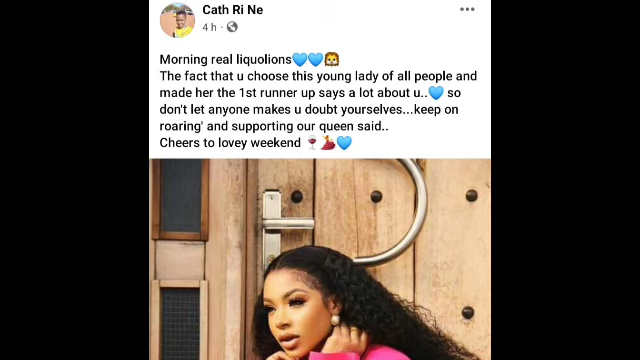 Cath Ri Ne
4 h ·
Morning real liquolions💙💙🦁
The fact that u choose this young lady of all people and
made her the 1st runner up says a lot about u..💙 so
don't let anyone makes u doubt yourselves...keep on
roaring' and supporting our queen said..
Cheers to lovey weekend 🍷💃💙